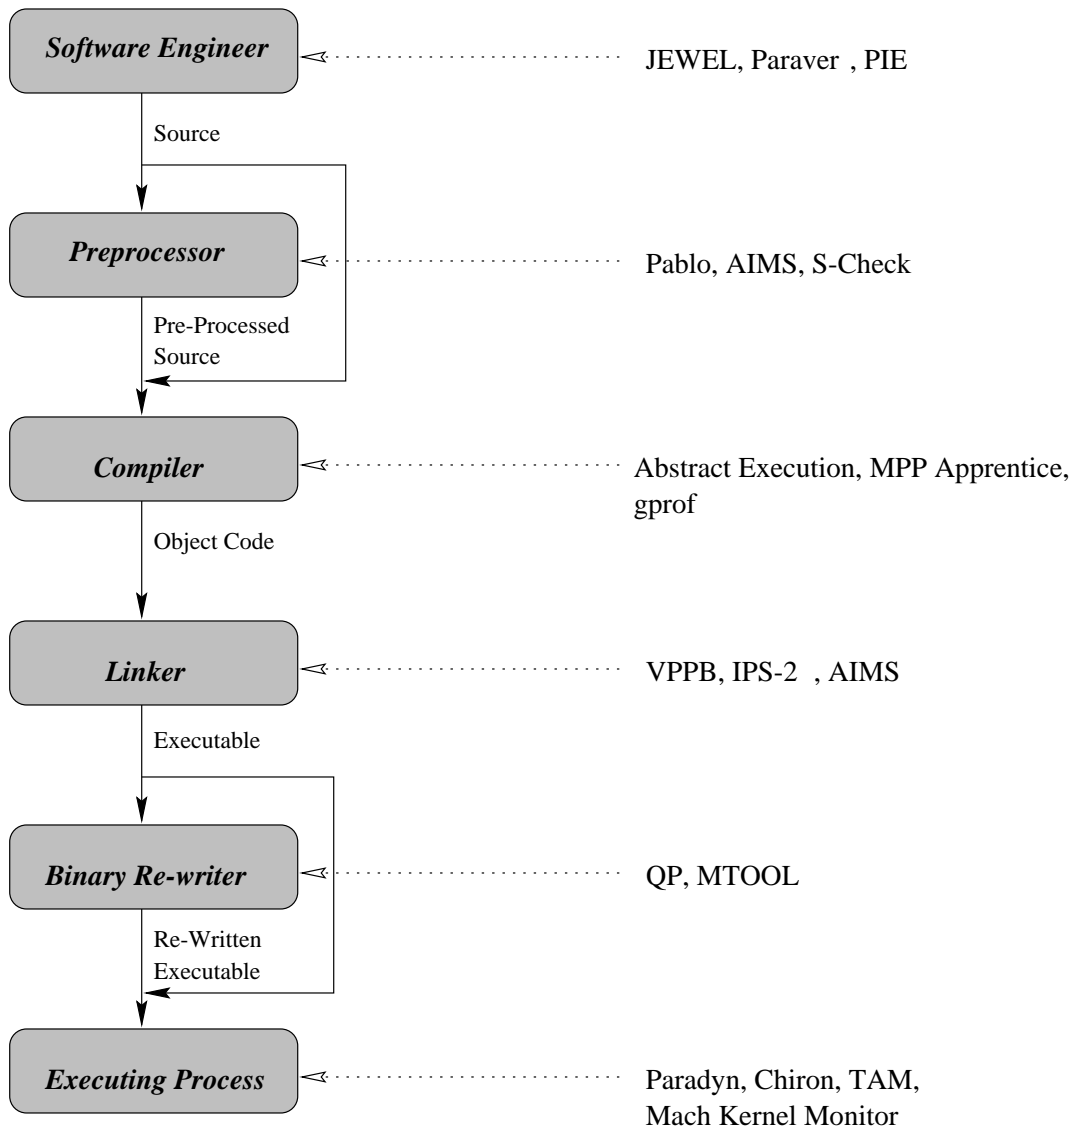 Software Engineer
JEWEL, Paraver , PIE
Source
Preprocessor
Pablo, AIMS, S-Check
Pre-Processed
Source
Compiler
Abstract Execution, MPP Apprentice,
gprof
Object Code
Linker
VPPB, IPS-2 , AIMS
Executable
Binary Re-writer
QP, MTOOL
Re-Written
Executable
Executing Process
Paradyn, Chiron, TAM,
Mach Kernel Monitor